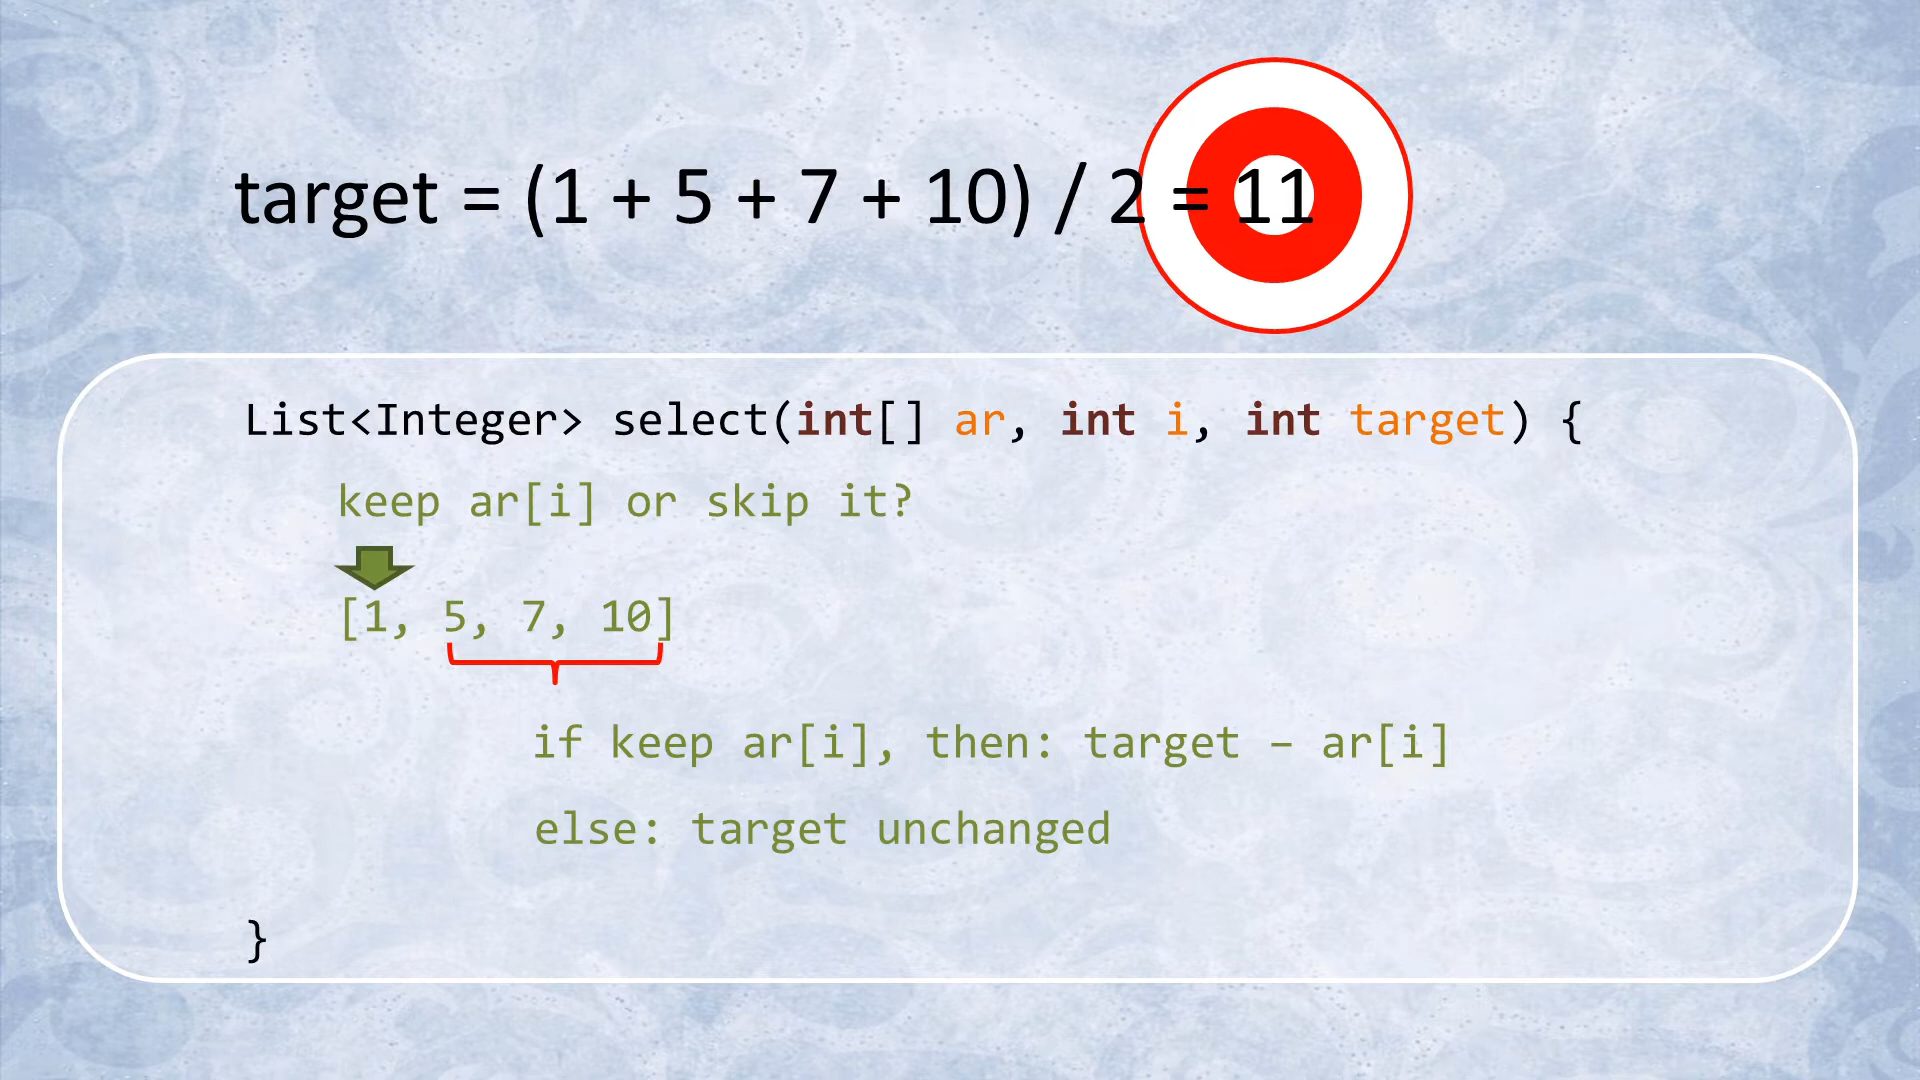 target = (1 + 5 + 7 + 10) / 2 = 11
List<Integer> select(int[] ar, int i, int target) {
keep ar[i] or skip it?
[1, 5, 7, 10]
if keep ar[i], then: target – ar[i]
else: target unchanged
}